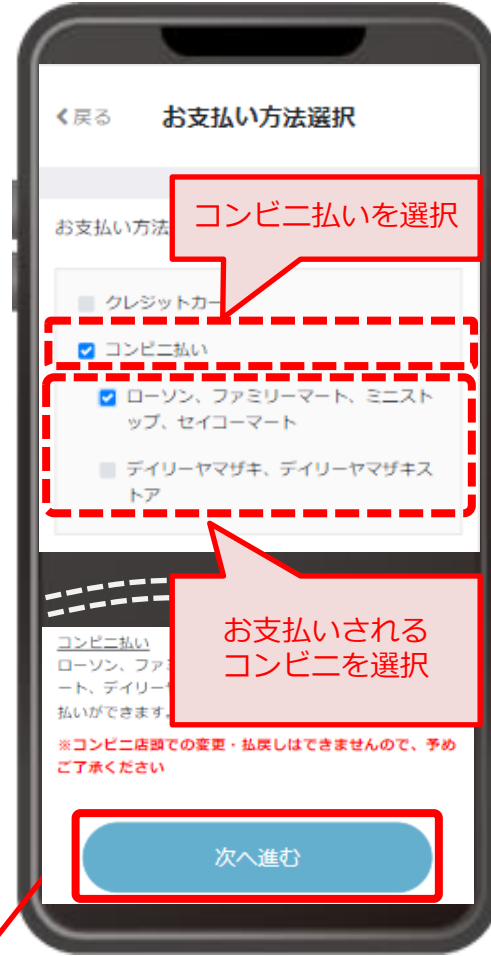 戻る
お支払い方法選択
コンビニ払いを選択
お支払い方法
クレジットカー
コンビニ払い
ローソン、ファミリーマート、ミニスト
ップ、セイコーマート
デイリーヤマザキ、デイリーヤマザキス
トア
お支払いされる
コンビニを選択
コンビニ払い
ローソン、ファ
ート、デイリー
払いができます。
※コンビニ店頭での変更・払戻しはできませんので、予め
ご了承ください
次へ進む